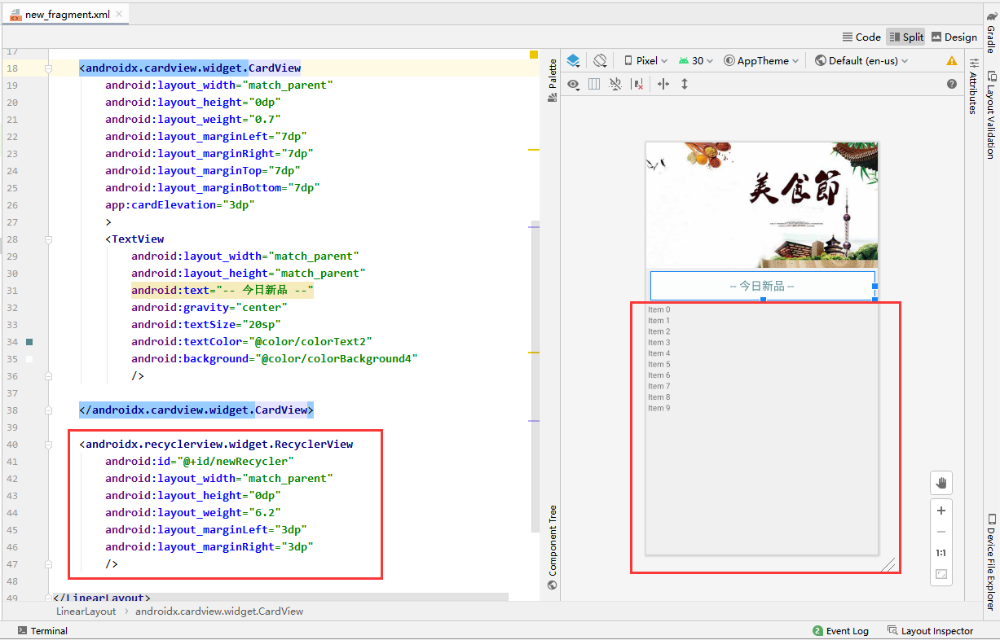 new_fragment.xml
Code Split Design
Gradle
Layout Validation
Device File Explorer
17
18 <androidx.cardview.widget.CardView
19 android:layout_width="match_parent"
20 android:layout_height="0dp"
21 android:layout_weight="0.7"
22 android:layout_marginLeft="7dp"
23 android:layout_marginRight="7dp"
24 android:layout_marginTop="7dp"
25 android:layout_marginBottom="7dp"
26 app:cardElevation="3dp"
27 >
28 <TextView
29 android:layout_width="match_parent"
30 android:layout_height="match_parent"
31 android:text="-- 今日新品 --"
32 android:gravity="center"
33 android:textSize="20sp"
34 android:textColor="@color/colorText2"
35 android:background="@color/colorBackground4"
36 />
37
38 </androidx.cardview.widget.CardView>
39
40 <androidx.recyclerview.widget.RecyclerView
41 android:id="@+id/newRecycler"
42 android:layout_width="match_parent"
43 android:layout_height="0dp"
44 android:layout_weight="6.2"
45 android:layout_marginLeft="3dp"
46 android:layout_marginRight="3dp"
47 />
48
49 </LinearLayout>
LinearLayout › androidx.cardview.widget.CardView
Palette
Component Tree
Pixel 30 AppTheme Default (en-us)
Attributes
美食節
-- 今日新品 --
Item 0
Item 1
Item 2
Item 3
Item 4
Item 5
Item 6
Item 7
Item 8
Item 9
1:1
Terminal
2 Event Log Layout Inspector